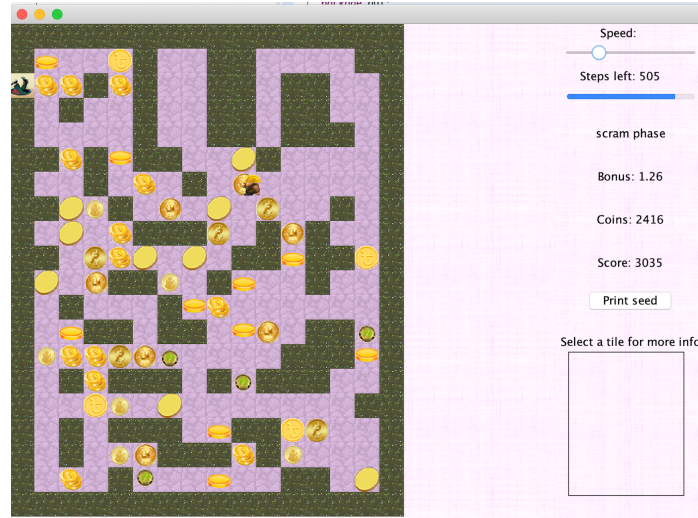 Speed:
Steps left: 505
scram phase
Bonus: 1.26
Coins: 2416
Score: 3035
Print seed
Select a tile for more info